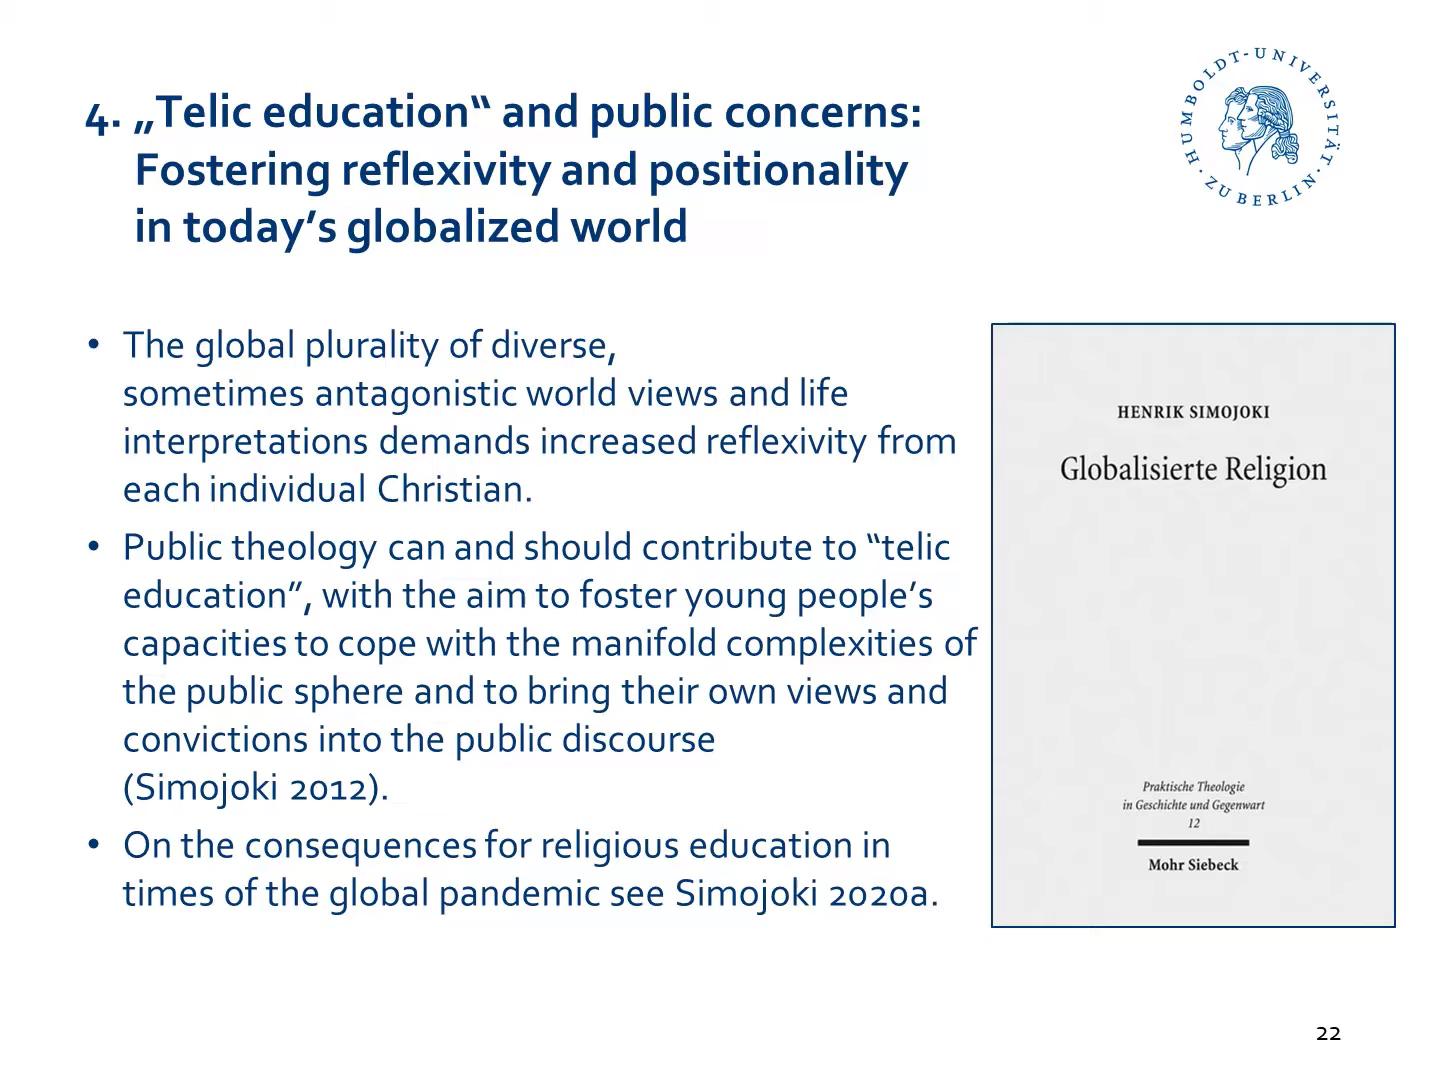 HUMBOLDT-UNIVERSITÄT
· ZU BERLIN ·
4. „Telic education“ and public concerns:
Fostering reflexivity and positionality
in today’s globalized world
• The global plurality of diverse,
sometimes antagonistic world views and life
interpretations demands increased reflexivity from
each individual Christian.
• Public theology can and should contribute to “telic
education”, with the aim to foster young people’s
capacities to cope with the manifold complexities of
the public sphere and to bring their own views and
convictions into the public discourse
(Simojoki 2012).
• On the consequences for religious education in
times of the global pandemic see Simojoki 2020a.
HENRIK SIMOJOKI
Globalisierte Religion
Praktische Theologie
in Geschichte und Gegenwart
12
Mohr Siebeck
22